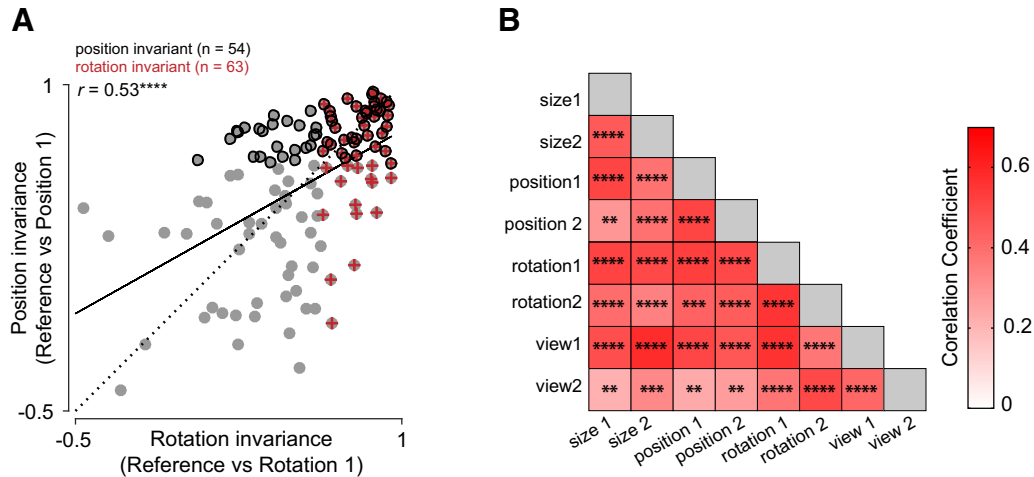 A
position invariant (n = 54)
rotation invariant (n = 63)
r = 0.53****
1
Position invariance
(Reference vs Position 1)
-0.5
-0.5
1
Rotation invariance
(Reference vs Rotation 1)
B
size1
size2
****
position1
**** ****
position 2
** **** ****
rotation1
**** **** **** ****
rotation2
**** **** *** **** ****
view1
**** **** **** **** **** ****
view2
** *** ** ** **** **** ****
size 1
size 2
position 1
position 2
rotation 1
rotation 2
view 1
view 2
0.6
0.4
0.2
0
Corelation Coefficient